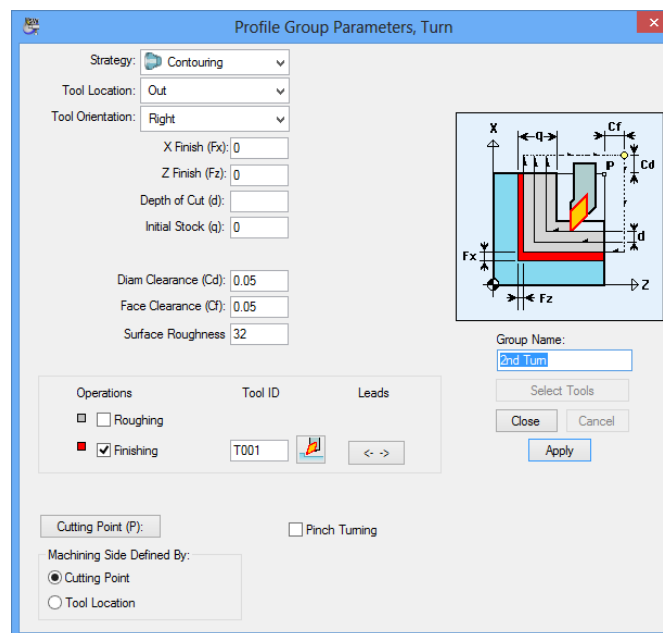 Profile Group Parameters, Turn
Strategy: Contouring
Tool Location: Out
Tool Orientation: Right
X Finish (Fx): 0
Z Finish (Fz): 0
Depth of Cut (d):
Initial Stock (q): 0
Diam Clearance (Cd): 0.05
Face Clearance (Cf): 0.05
Surface Roughness 32
X
q
Cf
P
Cd
d
Fx
Z
Fz
Group Name:
2nd Turn
Select Tools
Close Cancel
Apply
Operations Tool ID Leads
Roughing
Finishing T001 <- ->
Cutting Point (P):
Pinch Turning
Machining Side Defined By:
Cutting Point
Tool Location